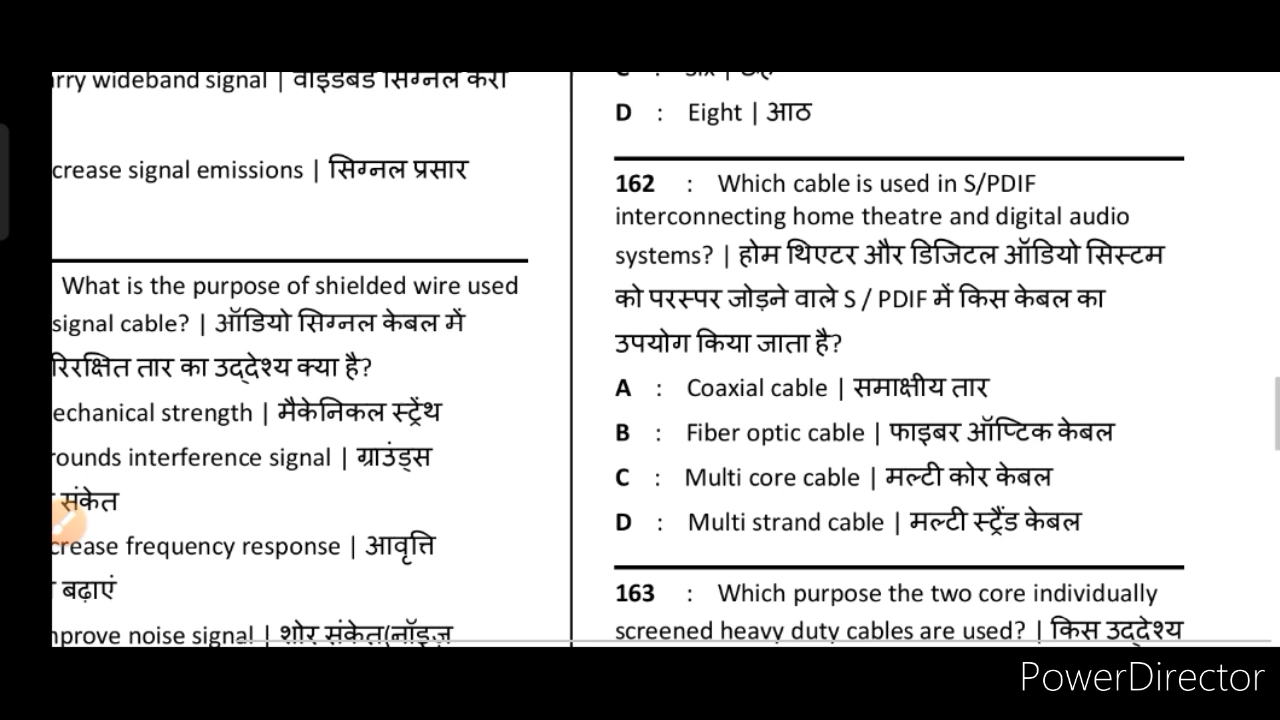 rry wideband signal | वाइडबैंड सिग्नल करी
crease signal emissions | सिग्नल प्रसार
What is the purpose of shielded wire used
signal cable? | ऑडियो सिग्नल केबल में
रिरक्षित तार का उद्देश्य क्या है?
echanical strength | मैकेनिकल स्ट्रेंथ
rounds interference signal | ग्राउंड्स
संकेत
crease frequency response | आवृत्ति
बढ़ाएं
prove noise signal | शोर संकेत(नॉइज़
C : Six | छह
D : Eight | आठ
162 : Which cable is used in S/PDIF
interconnecting home theatre and digital audio
systems? | होम थिएटर और डिजिटल ऑडियो सिस्टम
को परस्पर जोड़ने वाले S / PDIF में किस केबल का
उपयोग किया जाता है?
A : Coaxial cable | समाक्षीय तार
B : Fiber optic cable | फाइबर ऑप्टिक केबल
C : Multi core cable | मल्टी कोर केबल
D : Multi strand cable | मल्टी स्ट्रैंड केबल
163 : Which purpose the two core individually
screened heavy duty cables are used? | किस उद्देश्य
PowerDirector